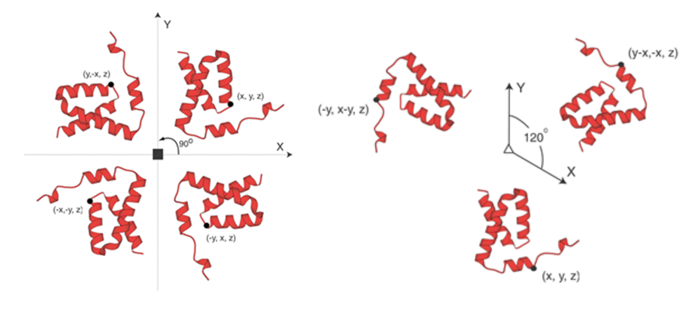 Y
(y,-x, z)
(x, y, z)
90°
X
(-x,-y, z)
(-y, x, z)
(y-x,-x, z)
(-y, x-y, z)
Y
120°
X
(x, y, z)